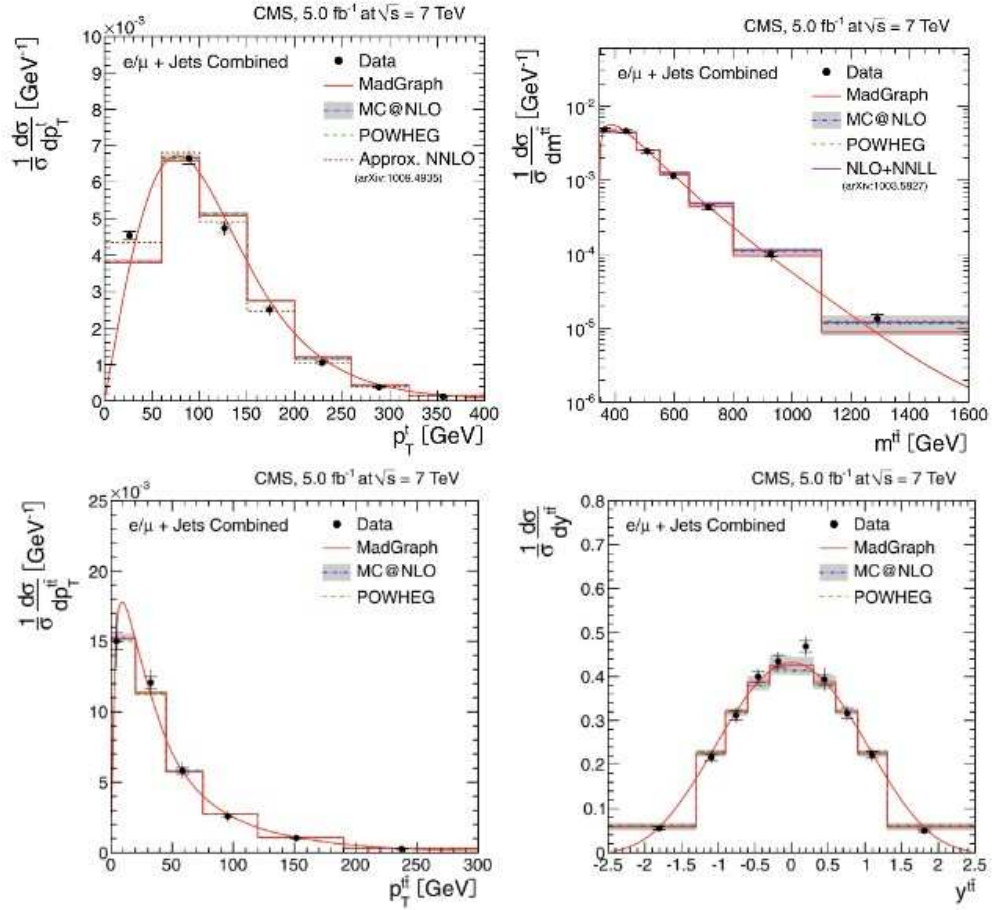 CMS, 5.0 fb⁻¹ at √s = 7 TeV
×10⁻³
e/μ + Jets Combined
Data
MadGraph
MC@NLO
POWHEG
Approx. NNLO
(arXiv:1009.4935)
1/σ dσ/dp_T^t [GeV⁻¹]
10
9
8
7
6
5
4
3
2
1
0
0 50 100 150 200 250 300 350 400
p_T^t [GeV]
CMS, 5.0 fb⁻¹ at √s = 7 TeV
e/μ + Jets Combined
Data
MadGraph
MC@NLO
POWHEG
NLO+NNLL
(arXiv:1003.5827)
1/σ dσ/dm^{tt̄} [GeV⁻¹]
10⁻²
10⁻³
10⁻⁴
10⁻⁵
10⁻⁶
400 600 800 1000 1200 1400 1600
m^{tt̄} [GeV]
CMS, 5.0 fb⁻¹ at √s = 7 TeV
×10⁻³
e/μ + Jets Combined
Data
MadGraph
MC@NLO
POWHEG
1/σ dσ/dp_T^{tt̄} [GeV⁻¹]
25
20
15
10
5
0
0 50 100 150 200 250 300
p_T^{tt̄} [GeV]
CMS, 5.0 fb⁻¹ at √s = 7 TeV
e/μ + Jets Combined
Data
MadGraph
MC@NLO
POWHEG
1/σ dσ/dy^{tt̄}
0.8
0.7
0.6
0.5
0.4
0.3
0.2
0.1
0
-2.5 -2 -1.5 -1 -0.5 0 0.5 1 1.5 2 2.5
y^{tt̄}